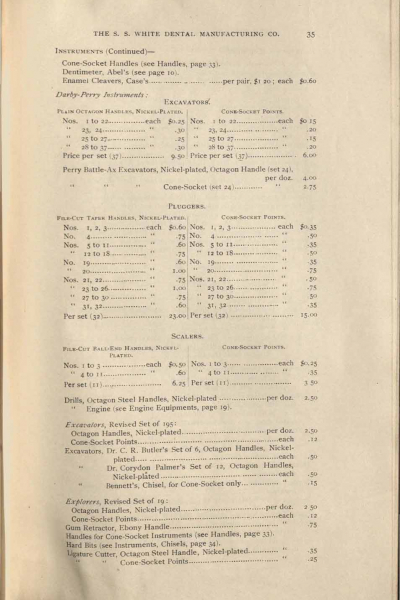 THE S. S. WHITE DENTAL MANUFACTURING CO. 35
INSTRUMENTS (Continued)—
Cone-Socket Handles (see Handles, page 33).
Dentimeter, Abel's (see page 10).
Enamel Cleavers, Case's........per pair, $1 20; each $0.60
Darby-Perry Instruments:
EXCAVATORS.
PLAIN OCTAGON HANDLES, NICKEL-PLATED. CONE-SOCKET POINTS.
Nos. 1 to 22........each $0.25 Nos. 1 to 22........each $0 15
" 23, 24........ " .30 " 23, 24........ " .20
" 25 to 27........ " .25 " 25 to 27........ " .15
" 28 to 37........ " .30 " 28 to 37........ " .20
Price per set (37)........ 9.50 Price per set (37)........ 6.00
Perry Battle-Ax Excavators, Nickel-plated, Octagon Handle (set 24),
per doz. 4.00
" " " Cone-Socket (set 24)........ " 2.75
PLUGGERS.
FILE-CUT TAPER HANDLES, NICKEL-PLATED. CONE-SOCKET POINTS.
Nos. 1, 2, 3........each $0.60 Nos. 1, 2, 3........each $0.35
No. 4........ " .75 No. 4........ " .50
Nos. 5 to 11........ " .60 Nos. 5 to 11........ " .35
" 12 to 18........ " .75 " 12 to 18........ " .50
No. 19........ " .60 No. 19........ " .35
" 20........ " 1.00 " 20........ " .75
Nos. 21, 22........ " .75 Nos. 21, 22........ " .50
" 23 to 26........ " 1.00 " 23 to 26........ " .75
" 27 to 30........ " .75 " 27 to 30........ " .50
" 31, 32........ " .60 " 31, 32........ " .35
Per set (32)........ 23.00 Per set (32)........ 15.00
SCALERS.
FILE-CUT FALT-END HANDLES, NICKEL- CONE-SOCKET POINTS.
PLATED.
Nos. 1 to 3........each $0.50 Nos. 1 to 3........each $0.25
" 4 to 11........ " .60 " 4 to 11........ " .35
Per set (11)........ 6.25 Per set (11)........ 3 50
Drills, Octagon Steel Handles, Nickel-plated........per doz. 2.50
" Engine (see Engine Equipments, page 19).
Excavators, Revised Set of 195:
Octagon Handles, Nickel-plated........per doz. 2.50
Cone-Socket Points........each .12
Excavators, Dr. C. R. Butler's Set of 6, Octagon Handles, Nickel-
plated........each .50
" Dr. Corydon Palmer's Set of 12, Octagon Handles,
Nickel-plated........each .50
" Bennett's, Chisel, for Cone-Socket only........ " .15
Explorers, Revised Set of 19:
Octagon Handles, Nickel-plated........per doz. 2 50
Cone-Socket Points........each .12
Gum Retractor, Ebony Handle........ " .75
Handles for Cone-Socket Instruments (see Handles, page 33).
Hard Bits (see Instruments, Chisels, page 34).
Ligature Cutter, Octagon Steel Handle, Nickel-plated........ " .35
" " Cone-Socket Points........ " .25